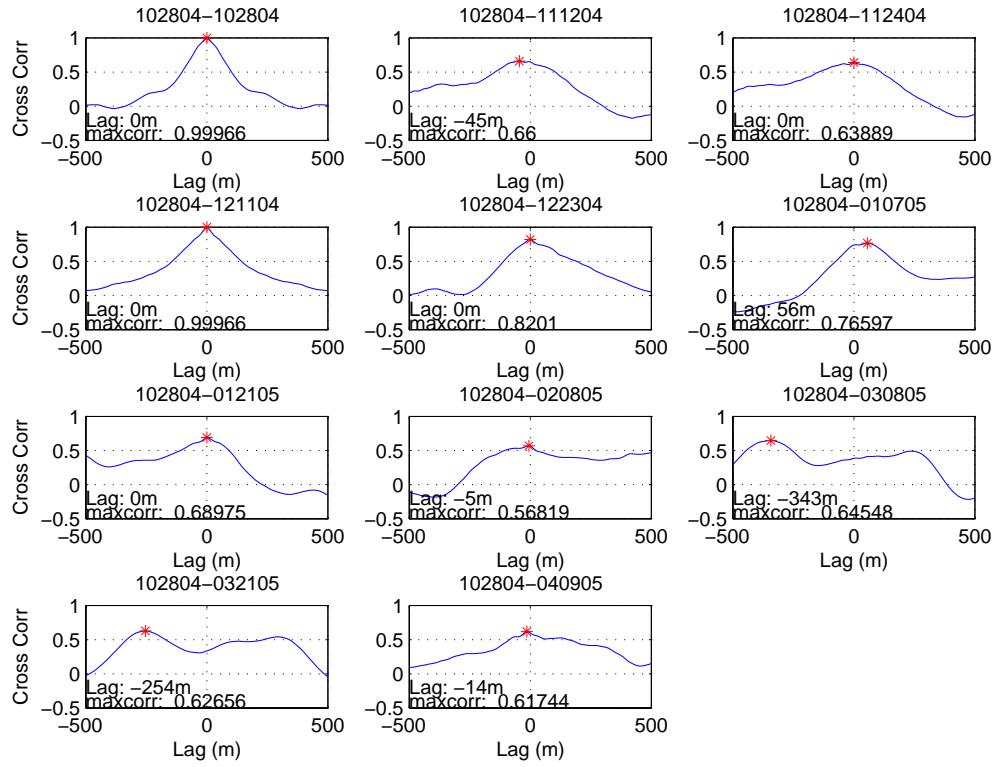 102804−102804
102804−111204
102804−112404
Cross Corr
1
0.5
0
−0.5
Lag: 0m
maxcorr: 0.99966
−500
0
500
Lag (m)
1
0.5
0
−0.5
Lag: −45m
maxcorr: 0.66
−500
0
500
Lag (m)
1
0.5
0
−0.5
Lag: 0m
maxcorr: 0.63889
−500
0
500
Lag (m)
102804−121104
102804−122304
102804−010705
Cross Corr
1
0.5
0
−0.5
Lag: 0m
maxcorr: 0.99966
−500
0
500
Lag (m)
1
0.5
0
−0.5
Lag: 0m
maxcorr: 0.8201
−500
0
500
Lag (m)
1
0.5
0
−0.5
Lag: 56m
maxcorr: 0.76597
−500
0
500
Lag (m)
102804−012105
102804−020805
102804−030805
Cross Corr
1
0.5
0
−0.5
Lag: 0m
maxcorr: 0.68975
−500
0
500
Lag (m)
1
0.5
0
−0.5
Lag: −5m
maxcorr: 0.56819
−500
0
500
Lag (m)
1
0.5
0
−0.5
Lag: −343m
maxcorr: 0.64548
−500
0
500
Lag (m)
102804−032105
102804−040905
Cross Corr
1
0.5
0
−0.5
Lag: −254m
maxcorr: 0.62656
−500
0
500
Lag (m)
1
0.5
0
−0.5
Lag: −14m
maxcorr: 0.61744
−500
0
500
Lag (m)